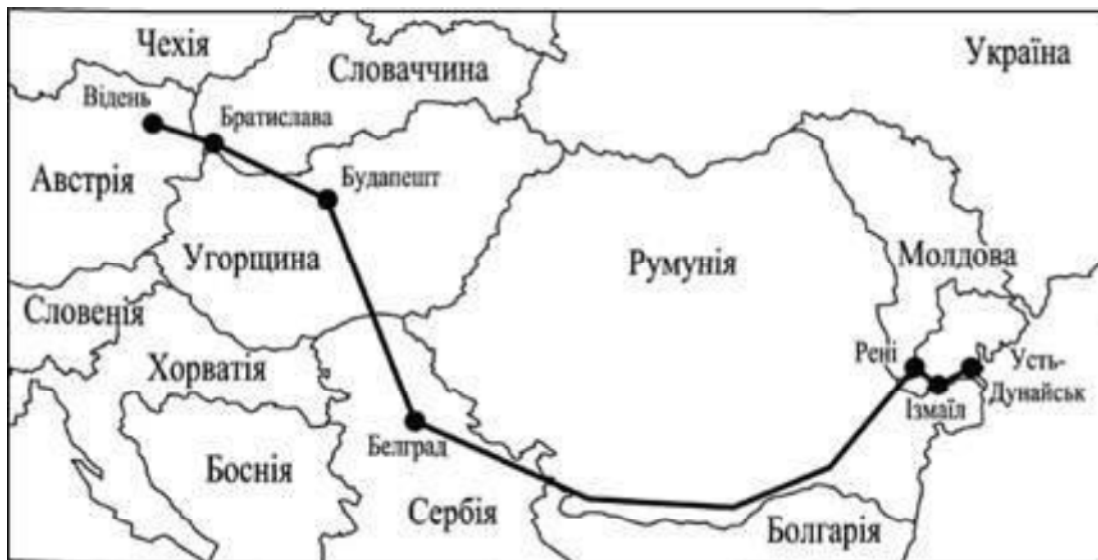 Чехія
Словаччина
Україна
Відень
Братислава
Австрія
Будапешт
Угорщина
Румунія
Молдова
Словенія
Хорватія
Рені
Усть-
Дунайськ
Ізмаїл
Белград
Боснія
Сербія
Болгарія